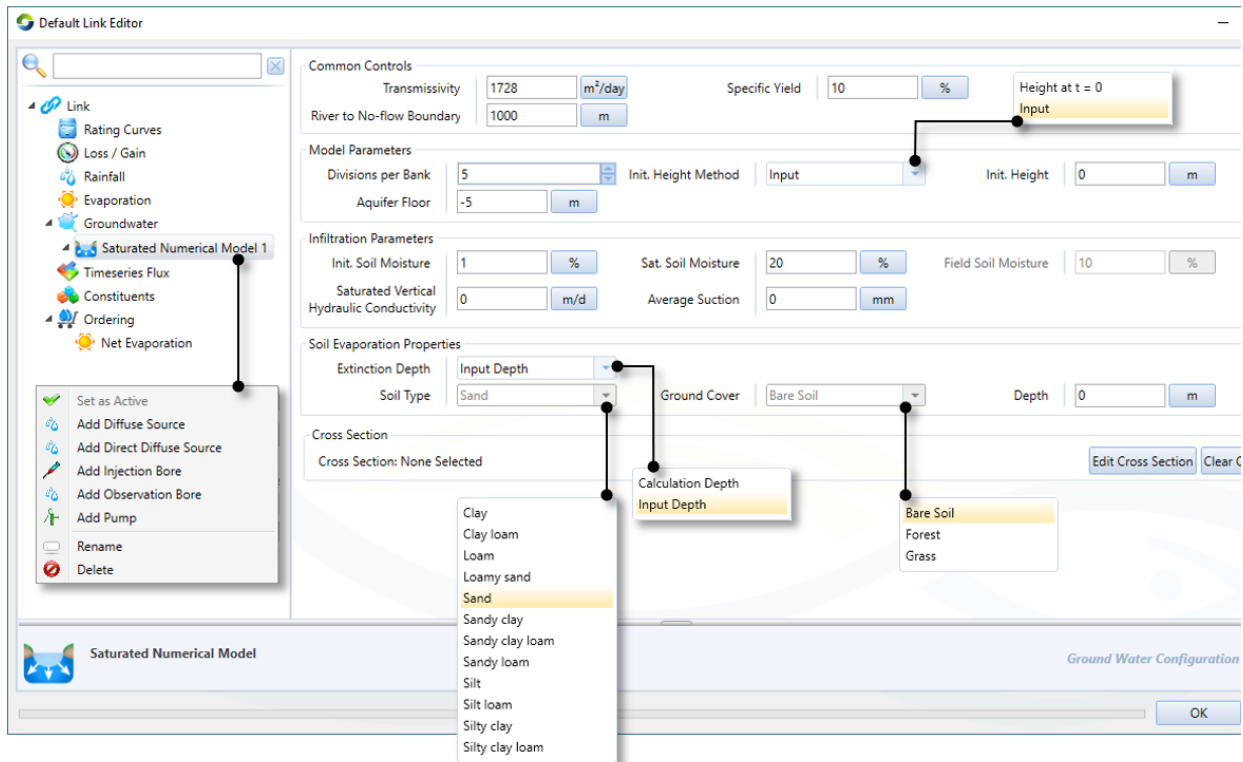 Default Link Editor
Link
Rating Curves
Loss / Gain
Rainfall
Evaporation
Groundwater
Saturated Numerical Model 1
Timeseries Flux
Constituents
Ordering
Net Evaporation
Set as Active
Add Diffuse Source
Add Direct Diffuse Source
Add Injection Bore
Add Observation Bore
Add Pump
Rename
Delete
Common Controls
Transmissivity 1728 m²/day Specific Yield 10 %
River to No-flow Boundary 1000 m
Height at t = 0
Input
Model Parameters
Divisions per Bank 5 Init. Height Method Input Init. Height 0 m
Aquifer Floor -5 m
Infiltration Parameters
Init. Soil Moisture 1 % Sat. Soil Moisture 20 % Field Soil Moisture 10 %
Saturated Vertical
Hydraulic Conductivity 0 m/d Average Suction 0 mm
Soil Evaporation Properties
Extinction Depth Input Depth
Soil Type Sand Ground Cover Bare Soil Depth 0 m
Cross Section
Cross Section: None Selected Edit Cross Section Clear
Calculation Depth
Input Depth
Clay
Clay loam
Loam
Loamy sand
Sand
Sandy clay
Sandy clay loam
Sandy loam
Silt
Silt loam
Silty clay
Silty clay loam
Bare Soil
Forest
Grass
Saturated Numerical Model
Ground Water Configuration
OK